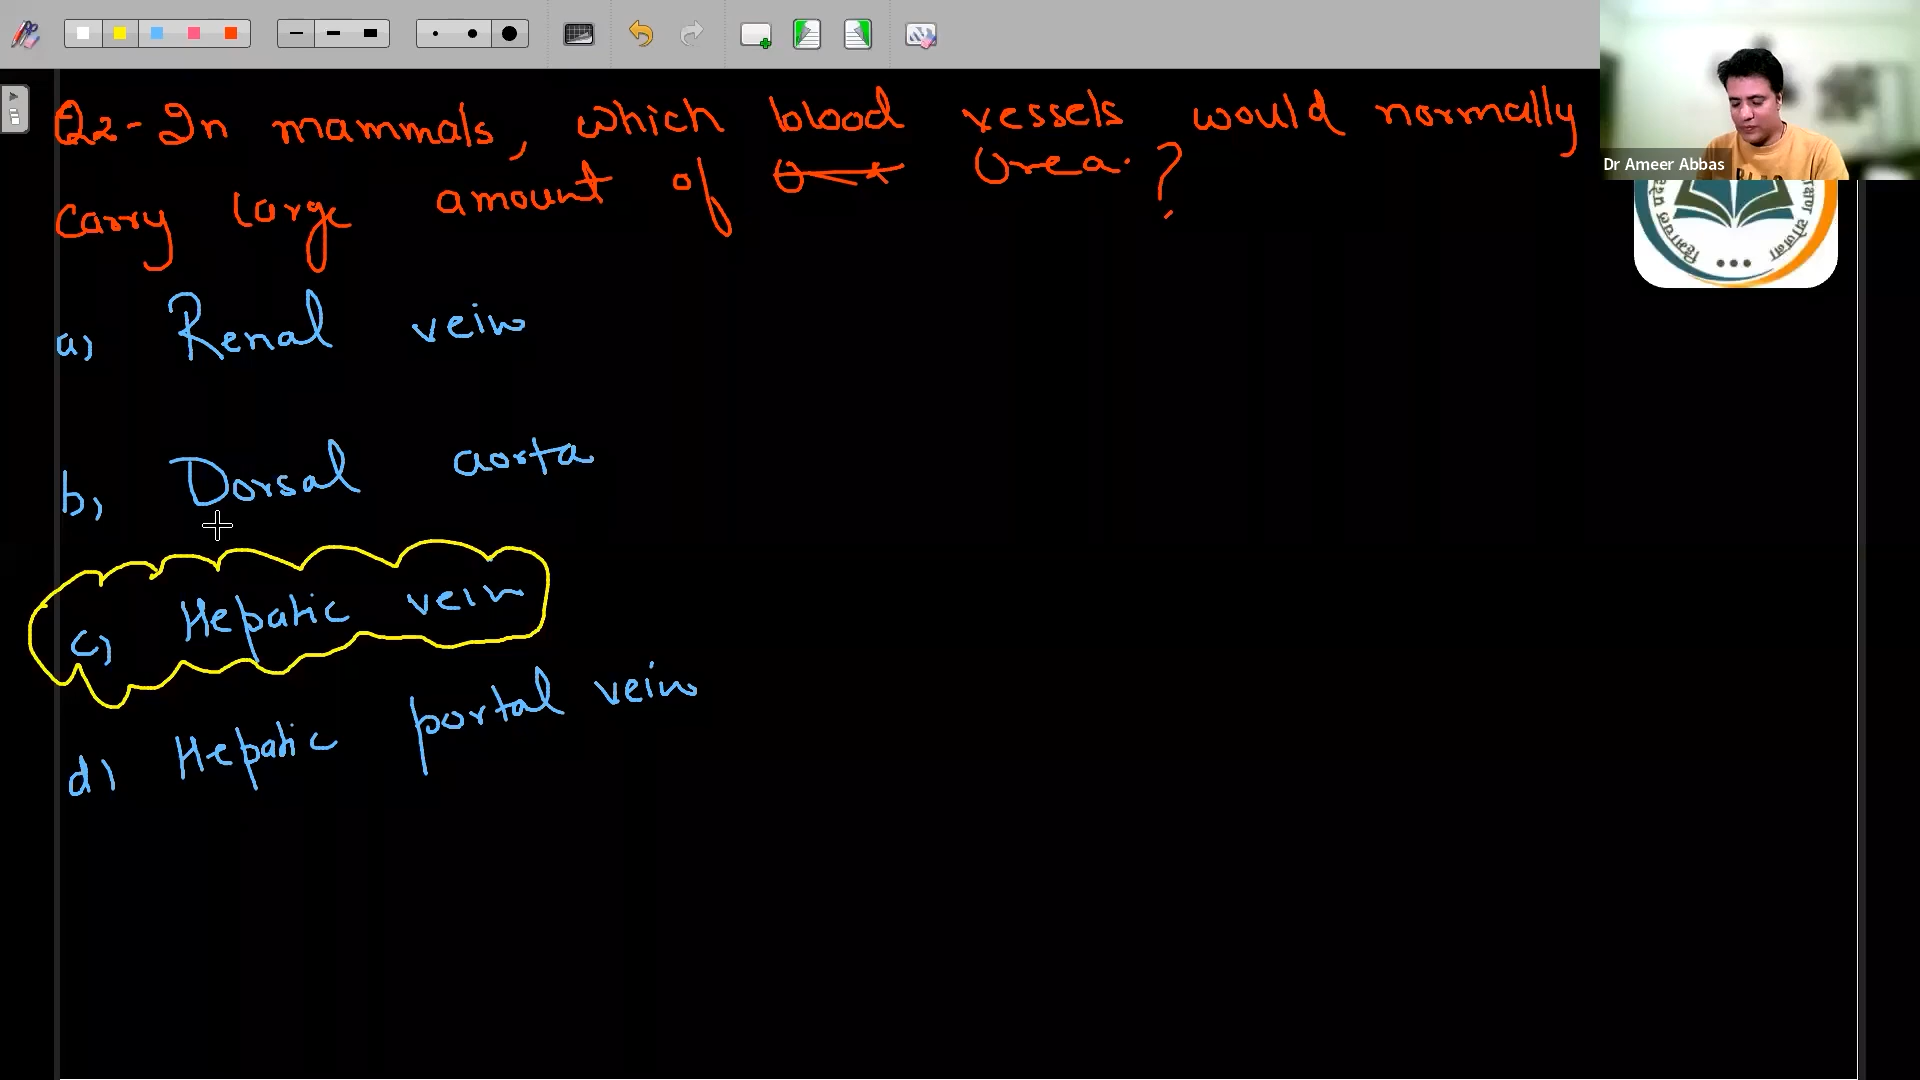 Q2- In mammals, which blood vessels would normally
carry large amount of Urea. ?
Dr Ameer Abbas
a) Renal vein
b) Dorsal aorta
c) Hepatic vein
d) Hepatic portal vein